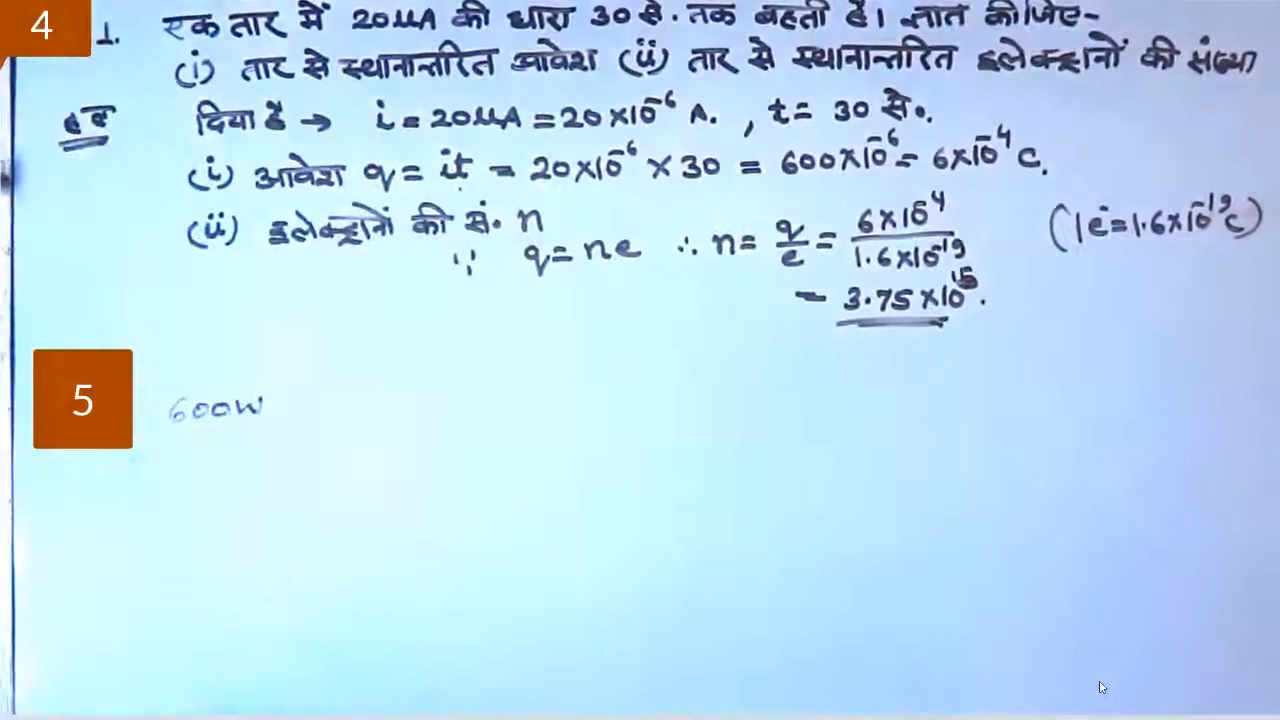 4
1. एक तार में 20μA की धारा 30 से. तक बहती है। ज्ञात कीजिए-
(i) तार से स्थानान्तरित आवेश (ii) तार से स्थानान्तरित इलेक्ट्रानों की संख्या
हल दिया है → i = 20μA = 20×10⁻⁶ A. , t = 30 से.
(i) आवेश q = it = 20×10⁻⁶ × 30 = 600×10⁻⁶ = 6×10⁻⁴ C.
(ii) इलेक्ट्रानों की सं. n
∵ q = ne ∴ n = q/e = 6×10⁻⁴/1.6×10⁻¹⁹ (1e⁻ = 1.6×10⁻¹⁹C)
= 3.75×10¹⁵.
5 600W